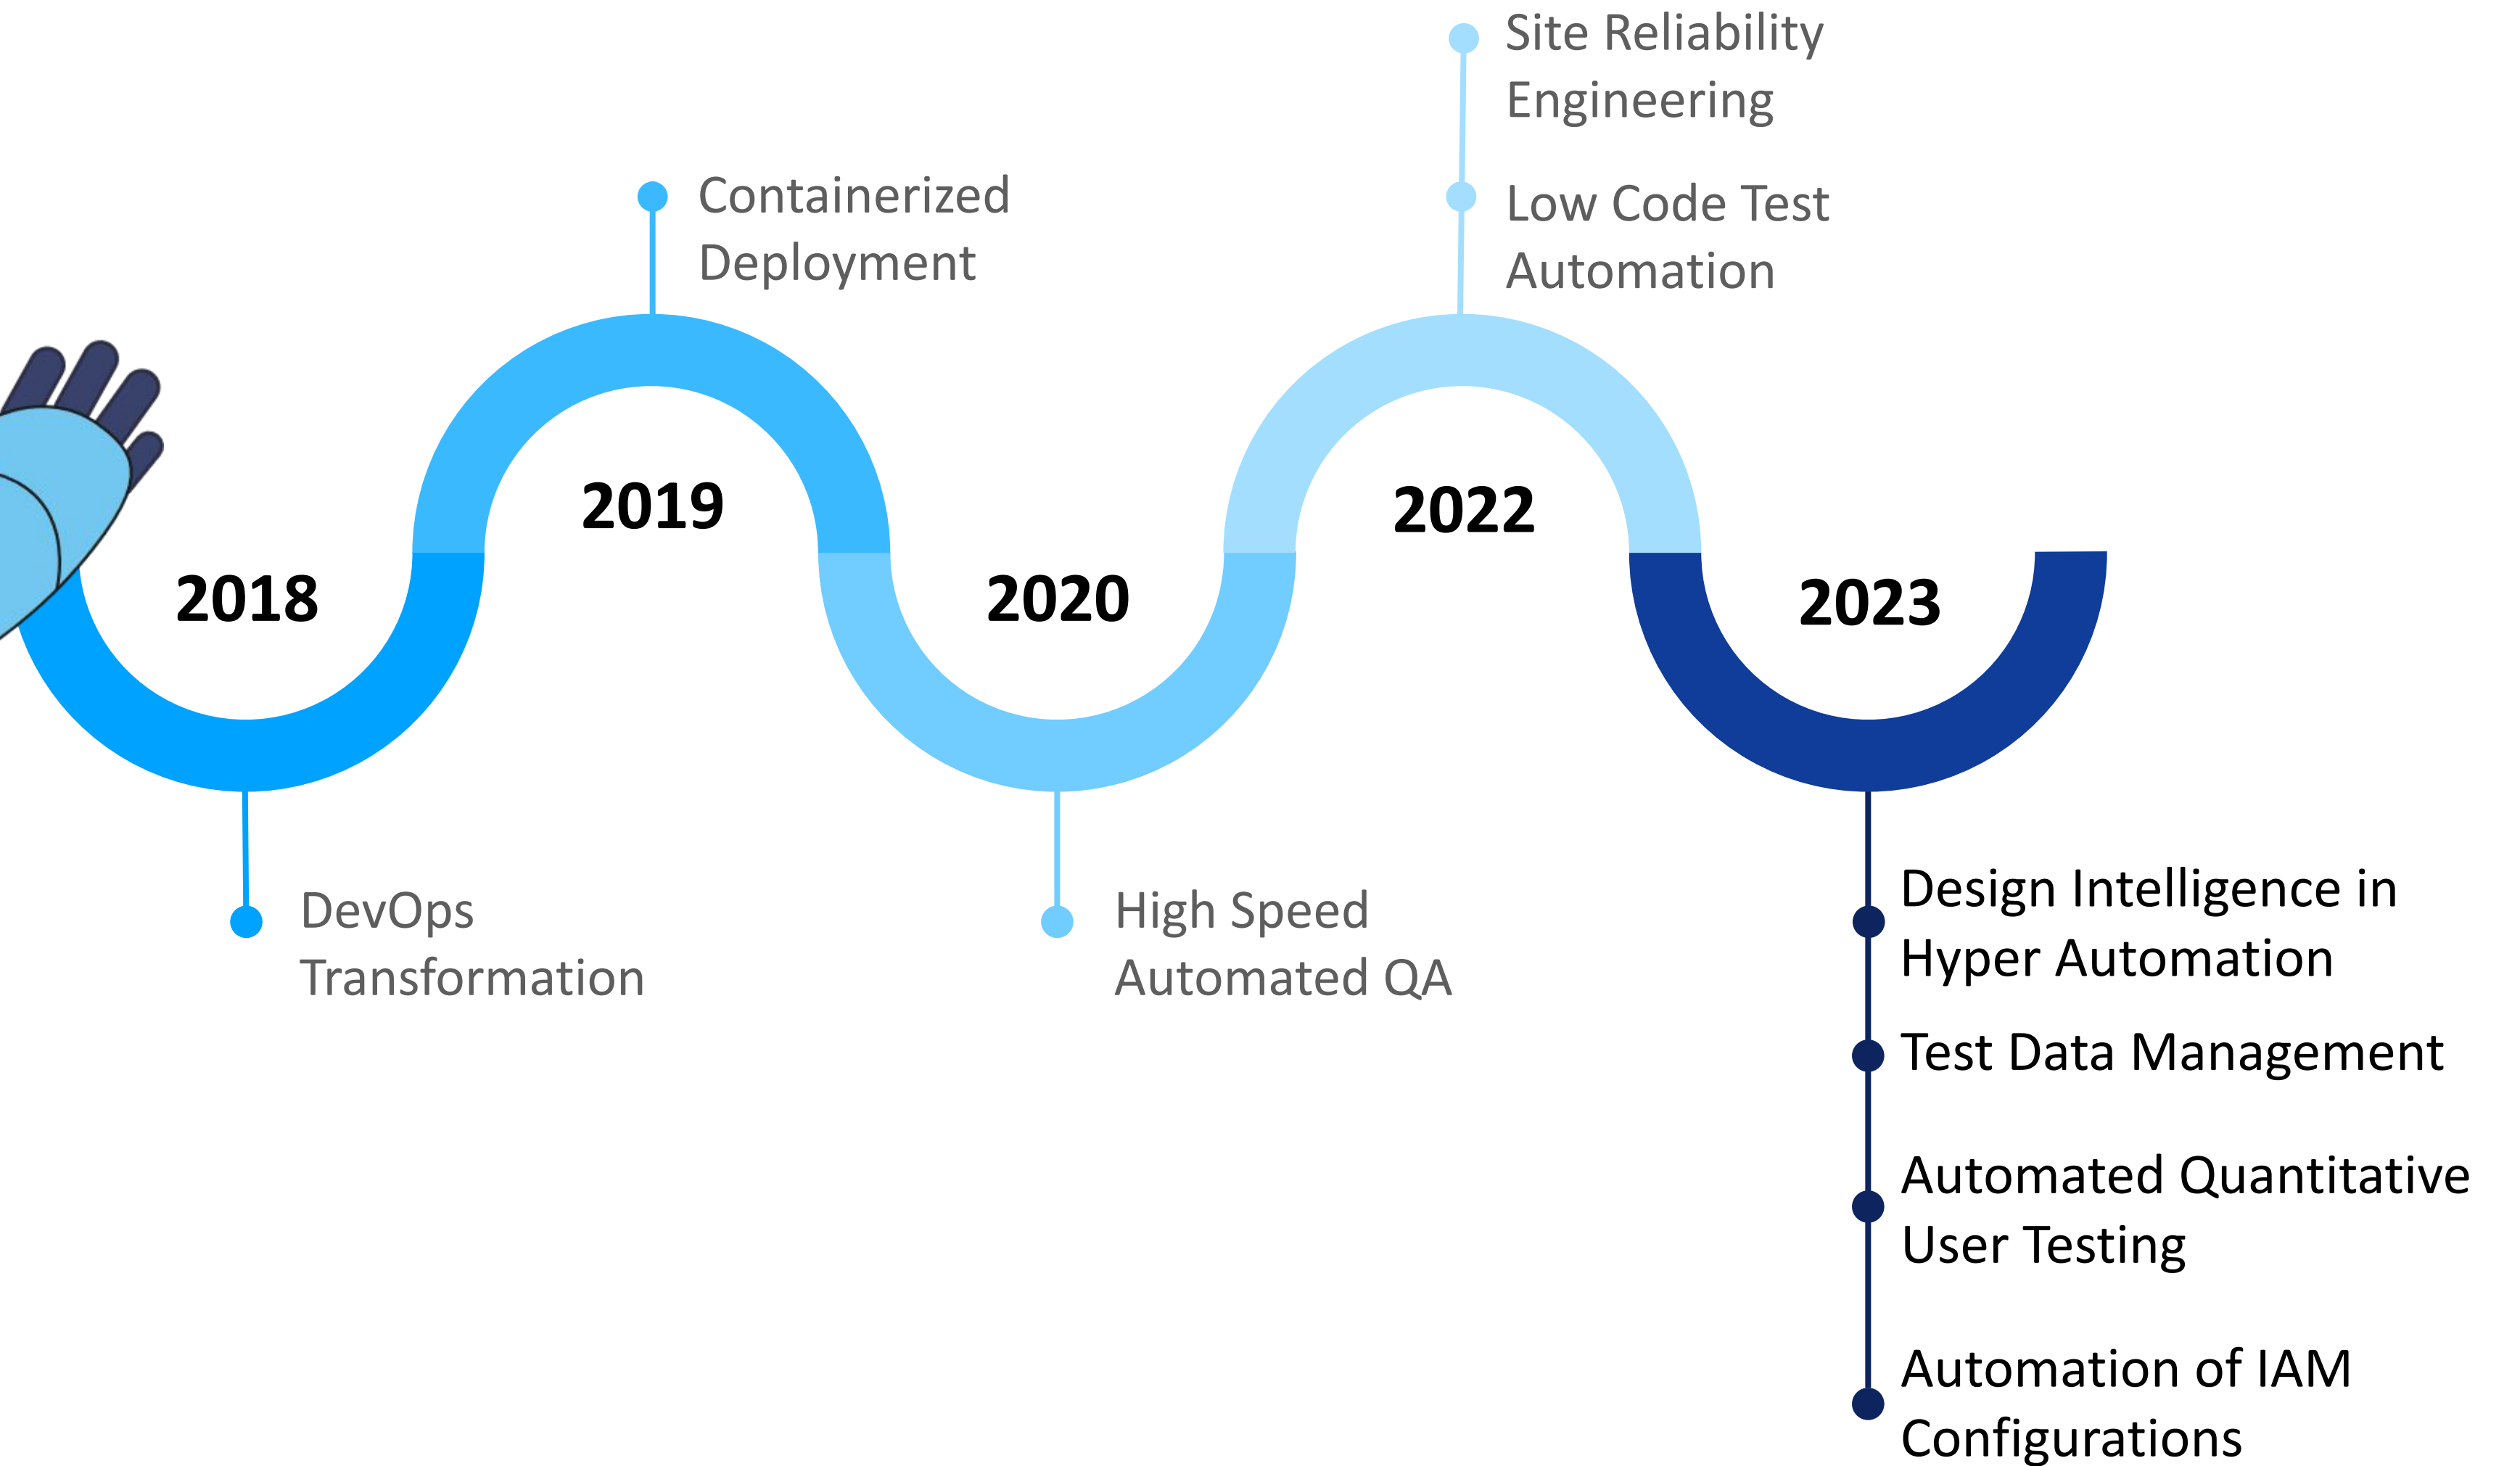 Site Reliability
Engineering
Low Code Test
Automation
Containerized
Deployment
2019
2022
2018
2020
2023
DevOps
Transformation
High Speed
Automated QA
Design Intelligence in
Hyper Automation
Test Data Management
Automated Quantitative
User Testing
Automation of IAM
Configurations